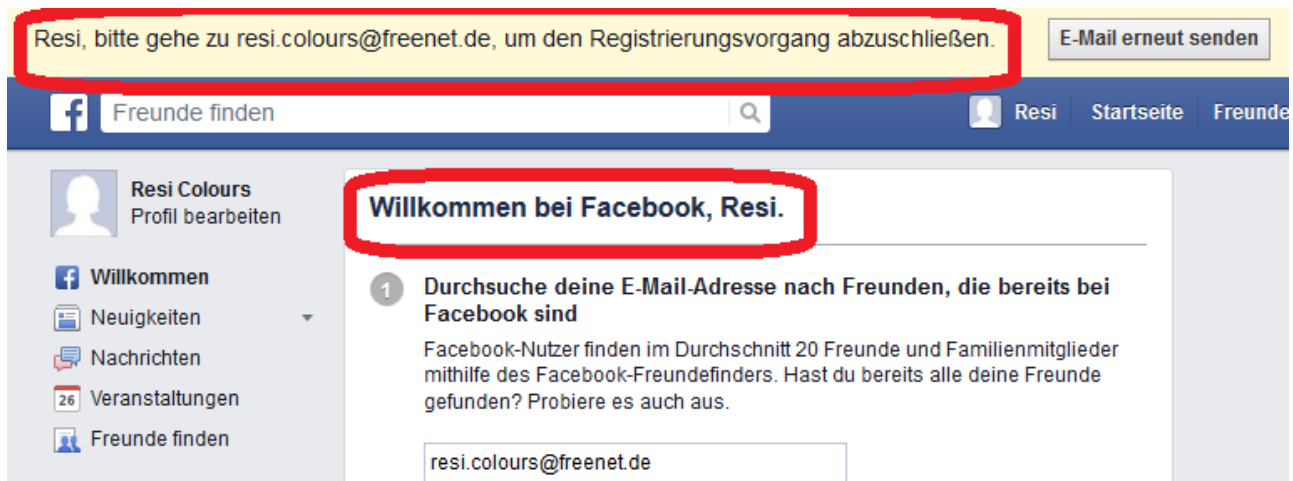 Resi, bitte gehe zu resi.colours@freenet.de, um den Registrierungsvorgang abzuschließen.
E-Mail erneut senden
f
Freunde finden
Resi
Startseite
Freunde
Resi Colours
Profil bearbeiten
Willkommen
Neuigkeiten
Nachrichten
26
Veranstaltungen
Freunde finden
Willkommen bei Facebook, Resi.
1
Durchsuche deine E-Mail-Adresse nach Freunden, die bereits bei
Facebook sind
Facebook-Nutzer finden im Durchschnitt 20 Freunde und Familienmitglieder
mithilfe des Facebook-Freundefinders. Hast du bereits alle deine Freunde
gefunden? Probiere es auch aus.
resi.colours@freenet.de